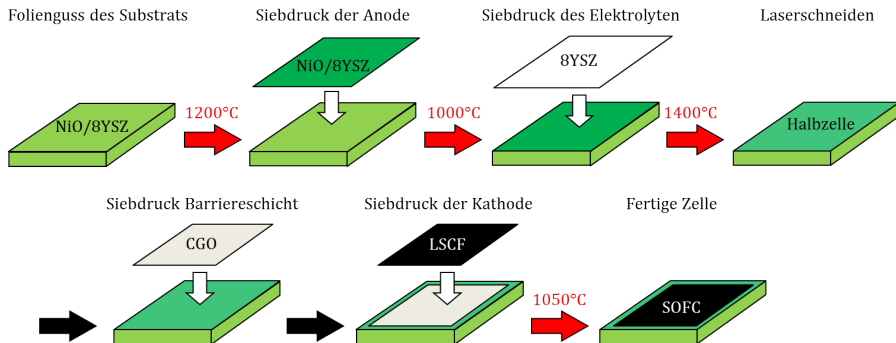 Folienguss des Substrats
Siebdruck der Anode
Siebdruck des Elektrolyten
Laserschneiden
NiO/8YSZ
8YSZ
NiO/8YSZ
1200°C
1000°C
1400°C
Halbzelle
Siebdruck Barriereschicht
Siebdruck der Kathode
Fertige Zelle
CGO
LSCF
1050°C
SOFC